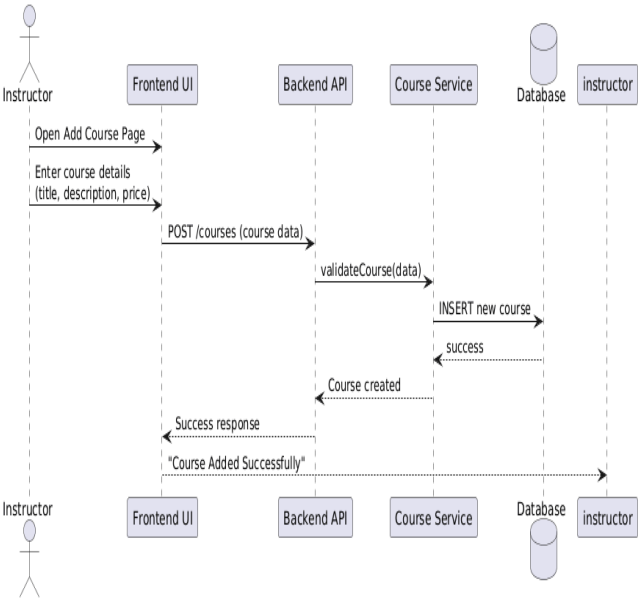 Instructor
Frontend UI
Backend API
Course Service
Database
instructor
Open Add Course Page
Enter course details
(title, description, price)
POST /courses (course data)
validateCourse(data)
INSERT new course
success
Course created
Success response
"Course Added Successfully"
Instructor
Frontend UI
Backend API
Course Service
Database
instructor